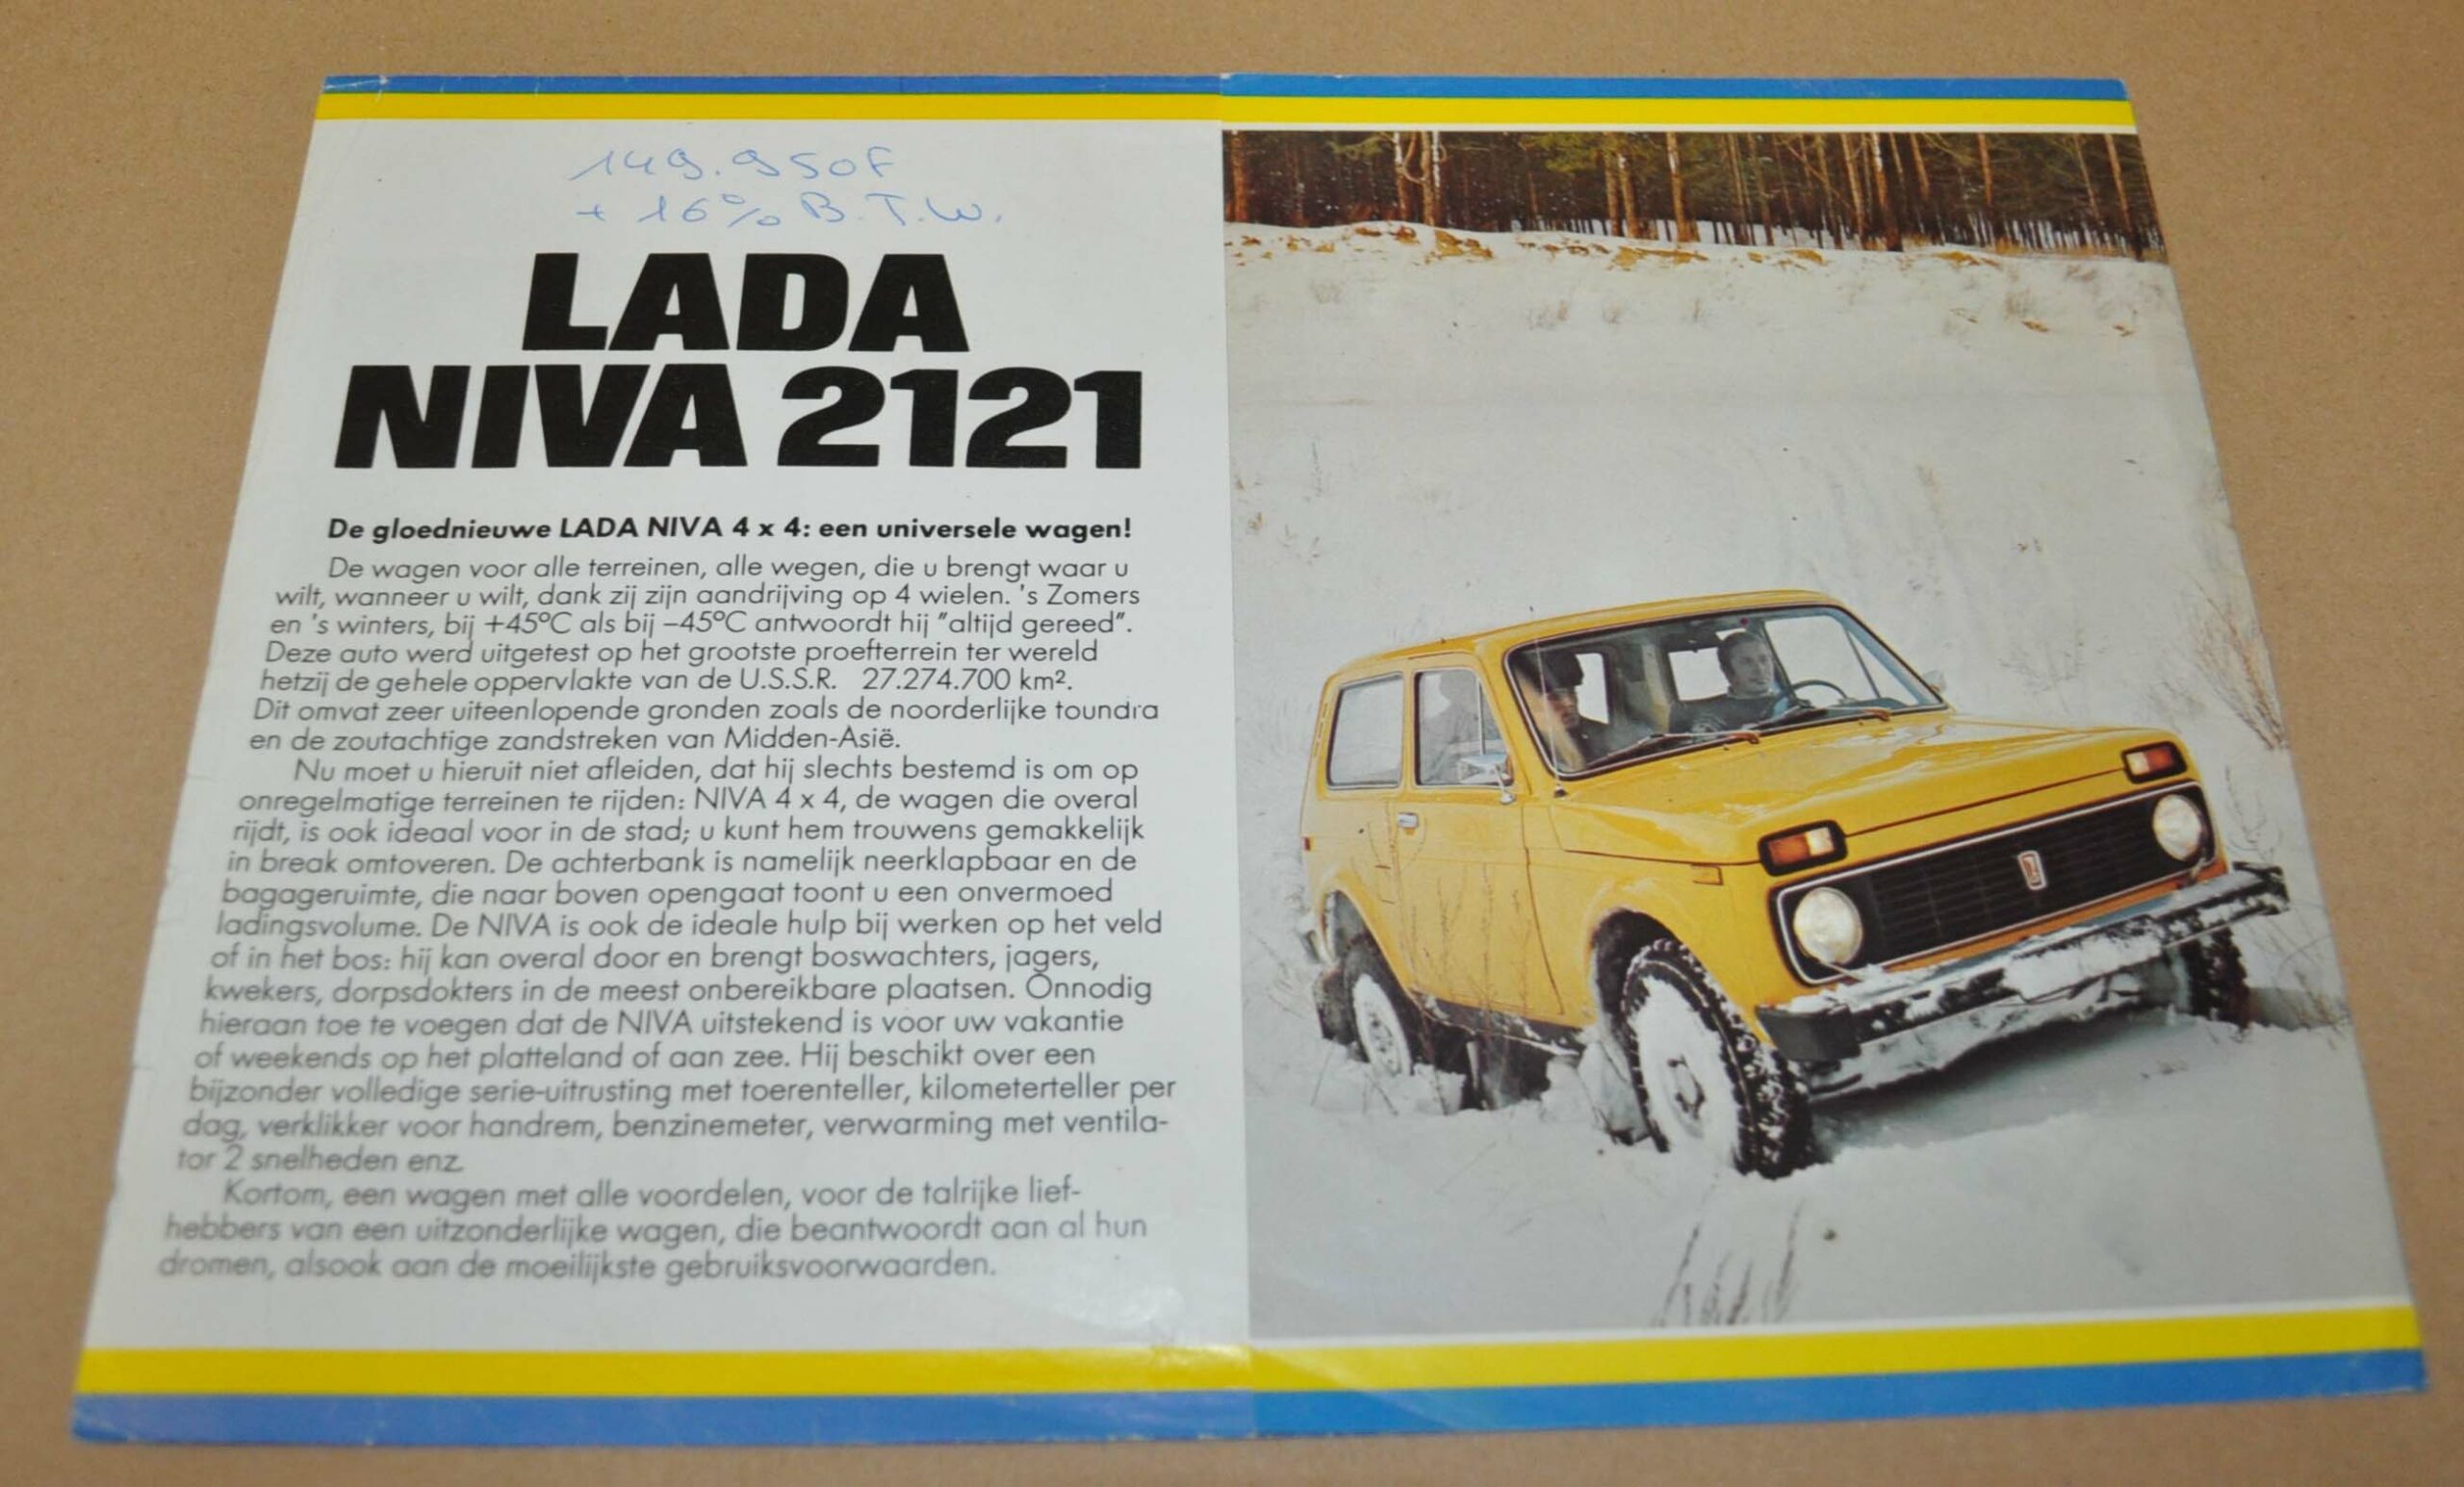 149.950F
+ 16% B.T.W.
LADA
NIVA 2121
De gloednieuwe LADA NIVA 4 x 4: een universele wagen!
De wagen voor alle terreinen, alle wegen, die u brengt waar u
wilt, wanneer u wilt, dank zij zijn aandrijving op 4 wielen. 's Zomers
en 's winters, bij +45°C als bij –45°C antwoordt hij "altijd gereed".
Deze auto werd uitgetest op het grootste proefterrein ter wereld
hetzij de gehele oppervlakte van de U.S.S.R. 27.274.700 km².
Dit omvat zeer uiteenlopende gronden zoals de noorderlijke toundra
en de zoutachtige zandstreken van Midden-Asië.
Nu moet u hieruit niet afleiden, dat hij slechts bestemd is om op
onregelmatige terreinen te rijden: NIVA 4 x 4, de wagen die overal
rijdt, is ook ideaal voor in de stad; u kunt hem trouwens gemakkelijk
in break omtoveren. De achterbank is namelijk neerklapbaar en de
bagageruimte, die naar boven opengaat toont u een onvermoed
ladingsvolume. De NIVA is ook de ideale hulp bij werken op het veld
of in het bos: hij kan overal door en brengt boswachters, jagers,
kwekers, dorpsdokters in de meest onbereikbare plaatsen. Onnodig
hieraan toe te voegen dat de NIVA uitstekend is voor uw vakantie
of weekends op het platteland of aan zee. Hij beschikt over een
bijzonder volledige serie-uitrusting met toerenteller, kilometerteller per
dag, verklikker voor handrem, benzinemeter, verwarming met ventila-
tor 2 snelheden enz.
Kortom, een wagen met alle voordelen, voor de talrijke lief-
hebbers van een uitzonderlijke wagen, die beantwoordt aan al hun
dromen, alsook aan de moeilijkste gebruiksvoorwaarden.